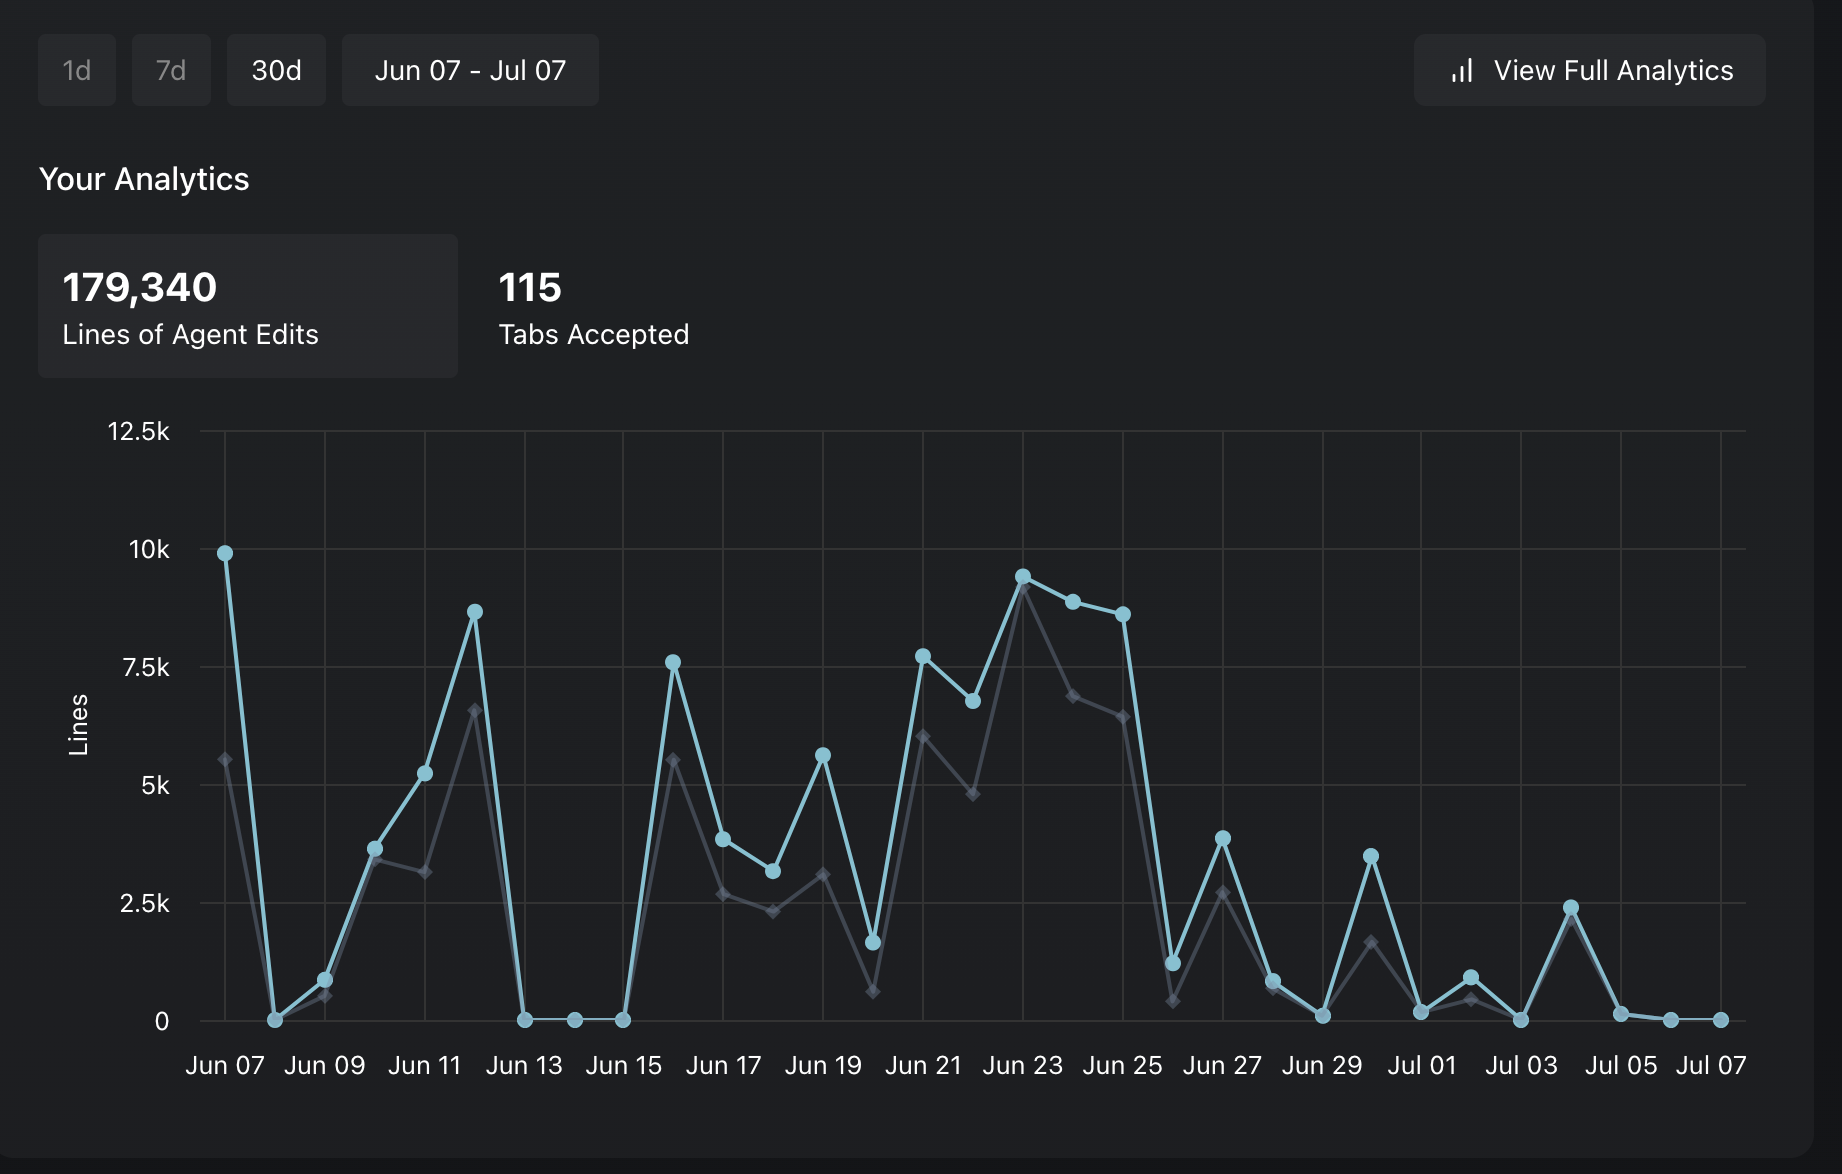 1d 7d 30d Jun 07 - Jul 07 View Full Analytics
Your Analytics
179,340 115
Lines of Agent Edits Tabs Accepted
12.5k
10k
7.5k
Lines
5k
2.5k
0
Jun 07 Jun 09 Jun 11 Jun 13 Jun 15 Jun 17 Jun 19 Jun 21 Jun 23 Jun 25 Jun 27 Jun 29 Jul 01 Jul 03 Jul 05 Jul 07